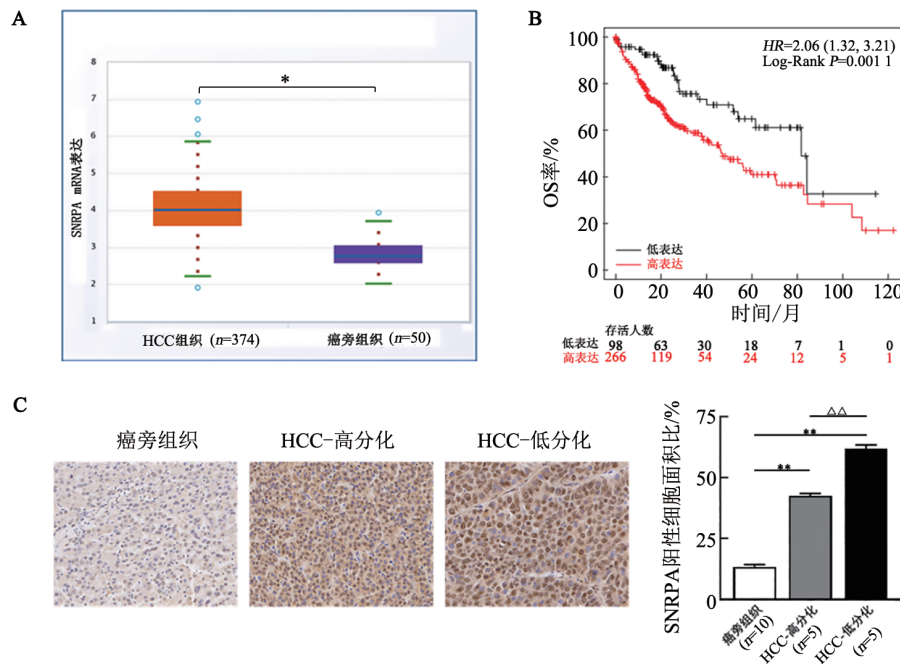 A
SNRPA mRNA表达
8
7
6
5
4
3
2
1
*
HCC组织 (n=374)
癌旁组织 (n=50)
B
OS率/%
100
80
60
40
20
0
HR=2.06 (1.32, 3.21)
Log-Rank P=0.001 1
低表达
高表达
0 20 40 60 80 100 120
时间/月
存活人数
低表达 98 63 30 18 7 1 0
高表达 266 119 54 24 12 5 1
C
癌旁组织
HCC-高分化
HCC-低分化
SNRPA阳性细胞面积比/%
75
50
25
0
△△
**
**
癌旁组织
(n=10)
HCC-高分化
(n=5)
HCC-低分化
(n=5)